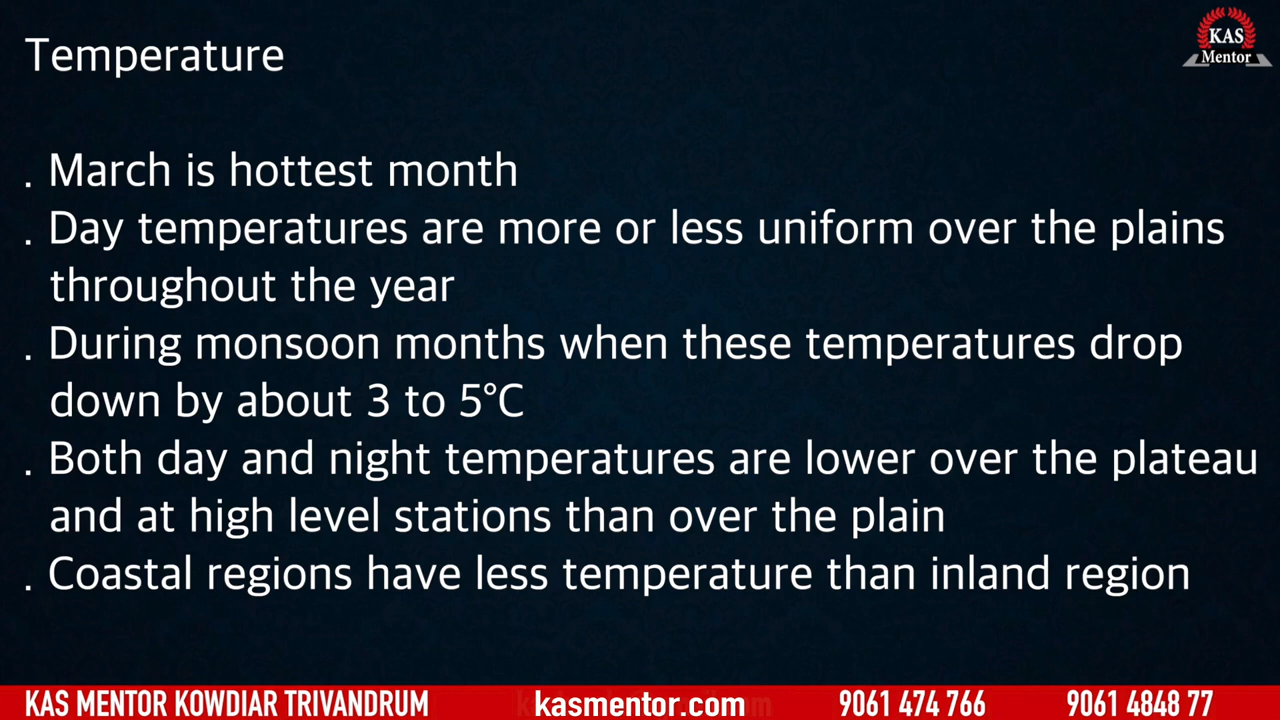 Temperature
KAS
Mentor
. March is hottest month
. Day temperatures are more or less uniform over the plains
throughout the year
. During monsoon months when these temperatures drop
down by about 3 to 5°C
. Both day and night temperatures are lower over the plateau
and at high level stations than over the plain
. Coastal regions have less temperature than inland region
KAS MENTOR KOWDIAR TRIVANDRUM kasmentor.com 9061 474 766 9061 4848 77